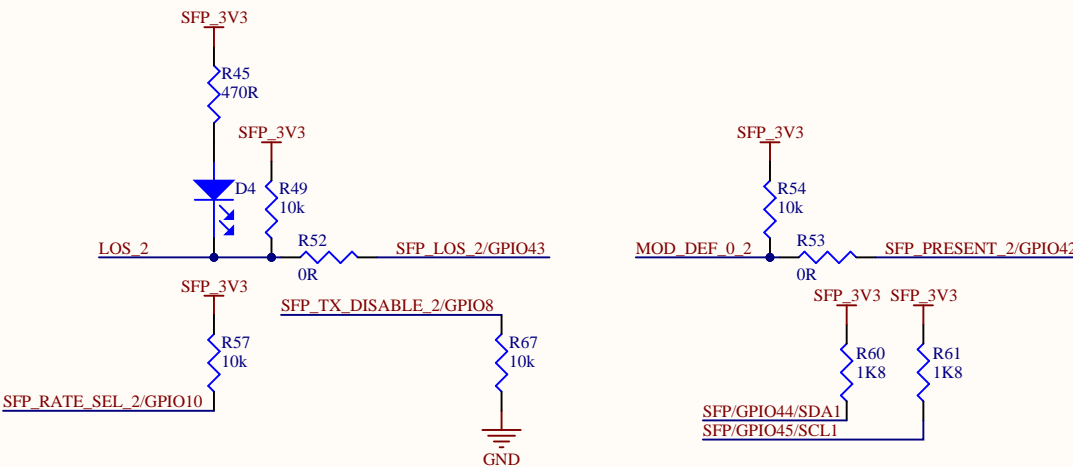 SFP_3V3
R45
470R
SFP_3V3
D4
R49
10k
LOS_2
R52
0R
SFP_LOS_2/GPIO43
SFP_3V3
R54
10k
MOD_DEF_0_2
R53
0R
SFP_PRESENT_2/GPIO42
SFP_3V3
R57
10k
SFP_RATE_SEL_2/GPIO10
SFP_TX_DISABLE_2/GPIO8
R67
10k
GND
SFP_3V3
SFP_3V3
R60
1K8
R61
1K8
SFP/GPIO44/SDA1
SFP/GPIO45/SCL1